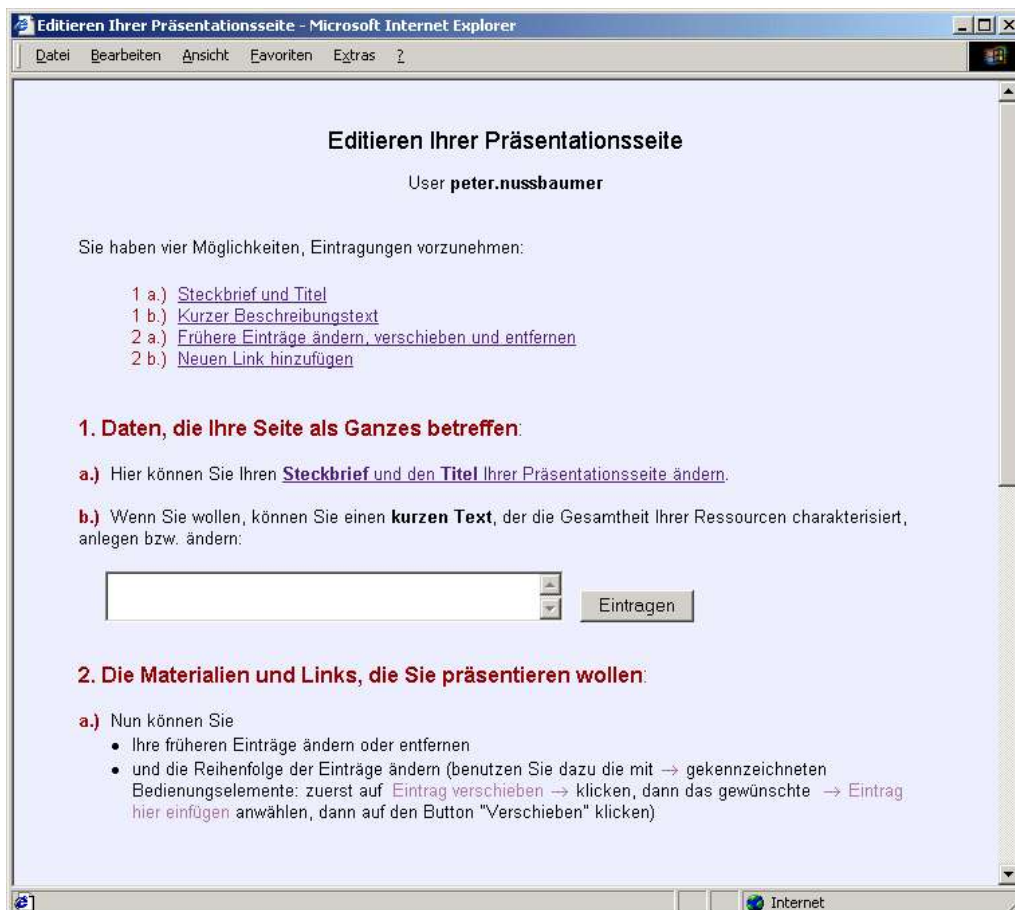 Editieren Ihrer Präsentationsseite - Microsoft Internet Explorer
Datei Bearbeiten Ansicht Favoriten Extras ?
Editieren Ihrer Präsentationsseite
User peter.nussbaumer
Sie haben vier Möglichkeiten, Eintragungen vorzunehmen:
1 a.) Steckbrief und Titel
1 b.) Kurzer Beschreibungstext
2 a.) Frühere Einträge ändern, verschieben und entfernen
2 b.) Neuen Link hinzufügen
1. Daten, die Ihre Seite als Ganzes betreffen:
a.) Hier können Sie Ihren Steckbrief und den Titel Ihrer Präsentationsseite ändern.
b.) Wenn Sie wollen, können Sie einen kurzen Text, der die Gesamtheit Ihrer Ressourcen charakterisiert,
anlegen bzw. ändern:
Eintragen
2. Die Materialien und Links, die Sie präsentieren wollen:
a.) Nun können Sie
• Ihre früheren Einträge ändern oder entfernen
• und die Reihenfolge der Einträge ändern (benutzen Sie dazu die mit → gekennzeichneten
Bedienungselemente: zuerst auf Eintrag verschieben → klicken, dann das gewünschte → Eintrag
hier einfügen anwählen, dann auf den Button "Verschieben" klicken)
Internet